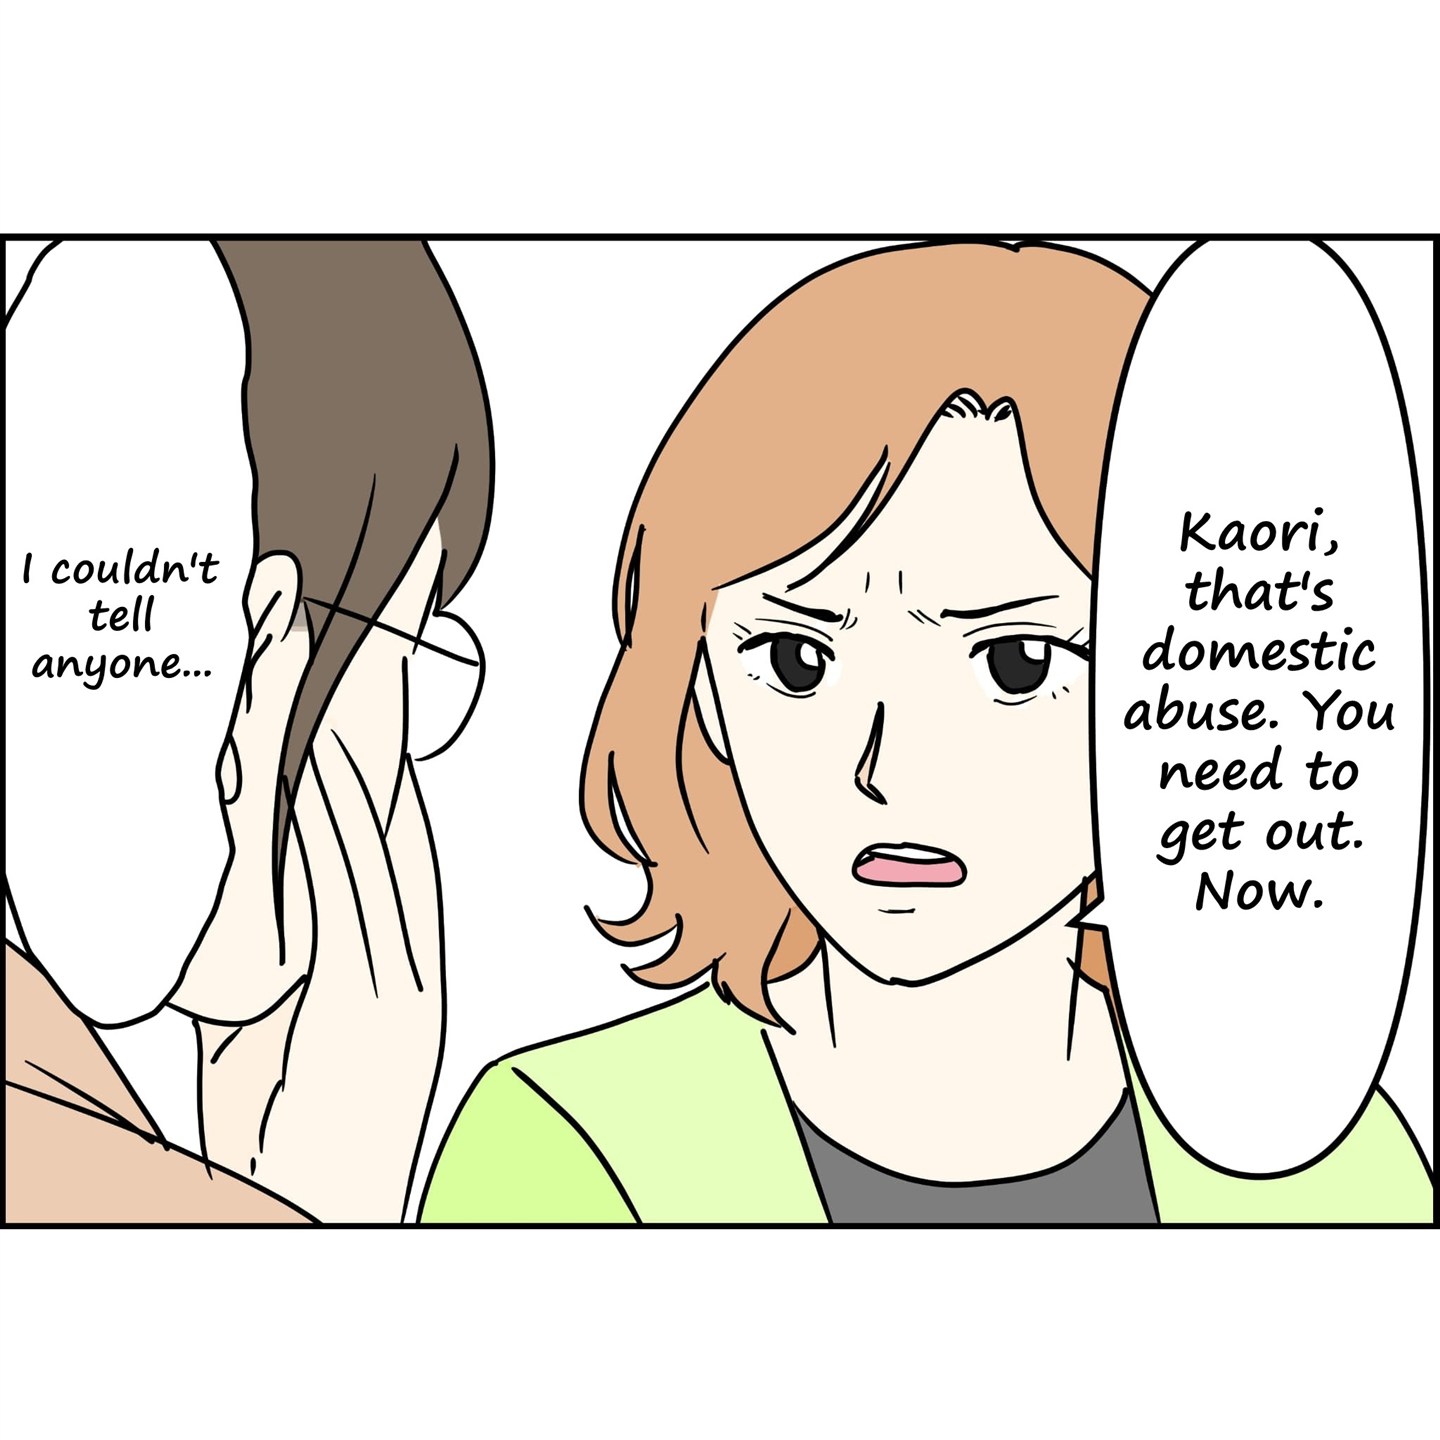 Kaori,
that's
domestic
abuse. You
need to
get out.
Now.
I couldn't
tell
anyone...